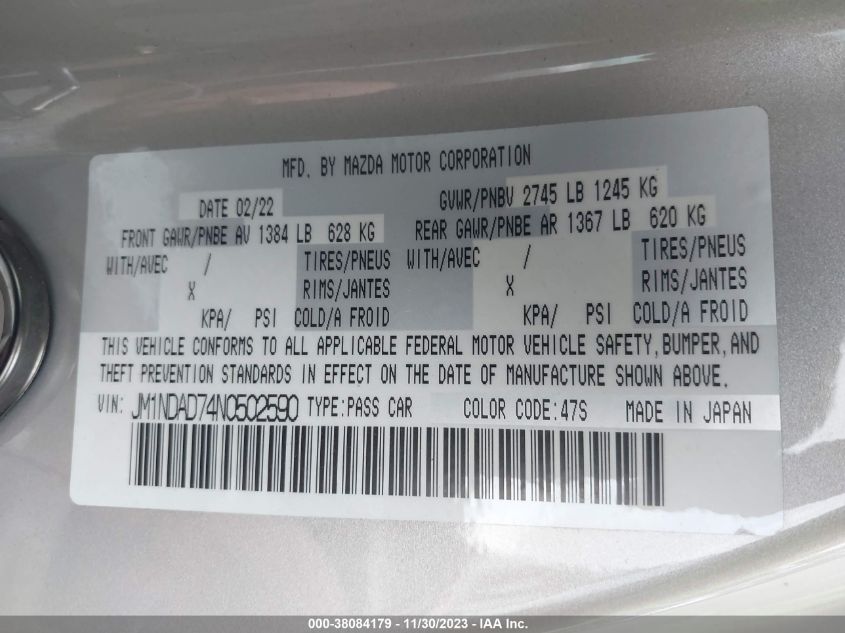 MFD. BY MAZDA MOTOR CORPORATION
DATE 02/22 GVWR/PNBV 2745 LB 1245 KG
FRONT GAWR/PNBE AV 1384 LB 628 KG REAR GAWR/PNBE AR 1367 LB 620 KG
WITH/AVEC / TIRES/PNEUS WITH/AVEC / TIRES/PNEUS
X RIMS/JANTES X RIMS/JANTES
KPA/ PSI COLD/A FROID KPA/ PSI COLD/A FROID
THIS VEHICLE CONFORMS TO ALL APPLICABLE FEDERAL MOTOR VEHICLE SAFETY, BUMPER, AND
THEFT PREVENTION STANDARDS IN EFFECT ON THE DATE OF MANUFACTURE SHOWN ABOVE.
VIN: JM1NDAD74N0502590 TYPE:PASS CAR COLOR CODE:47S MADE IN JAPAN
000-38084179 - 11/30/2023 - IAA Inc.